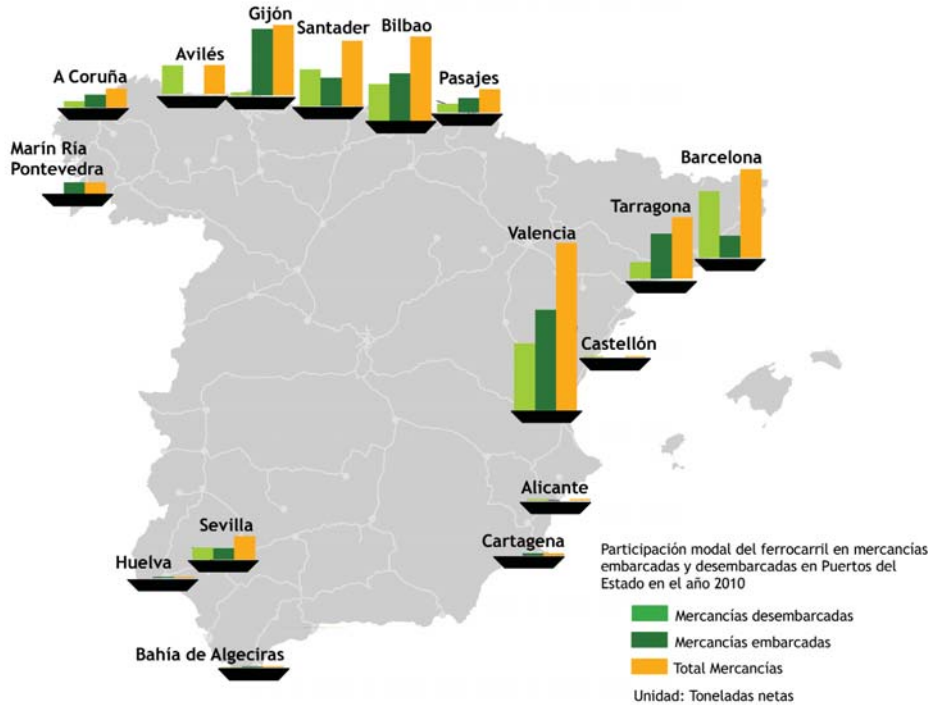 Gijón
Santader
Bilbao
Avilés
A Coruña
Pasajes
Marín Ría
Pontevedra
Barcelona
Tarragona
Valencia
Castellón
Alicante
Sevilla
Cartagena
Huelva
Bahía de Algeciras
Participación modal del ferrocarril en mercancías
embarcadas y desembarcadas en Puertos del
Estado en el año 2010
Mercancías desembarcadas
Mercancías embarcadas
Total Mercancías
Unidad: Toneladas netas